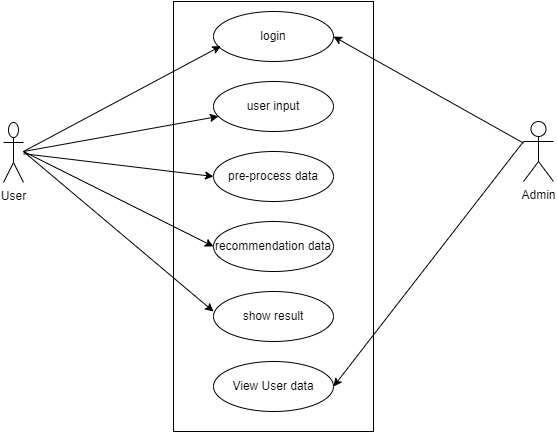 login
user input
pre-process data
User
Admin
recommendation data
show result
View User data